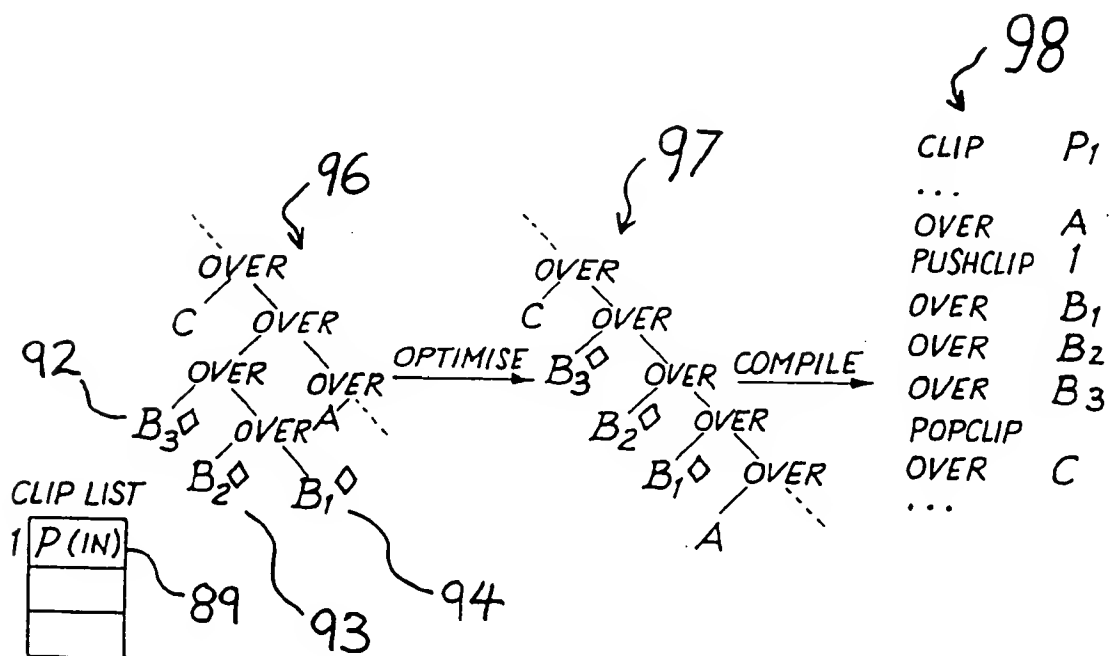 98
CLIP P1
...
OVER A
PUSHCLIP 1
OVER B1
OVER B2
OVER B3
POPCLIP
OVER C
...
96
OVER
C OVER
OVER OVER
92
B3◇ OVER A
B2◇ B1◇
93
94
CLIP LIST
1 P (IN)
89
OPTIMISE
97
OVER
C OVER
B3◇ OVER
B2◇ OVER
B1◇ OVER
A
COMPILE